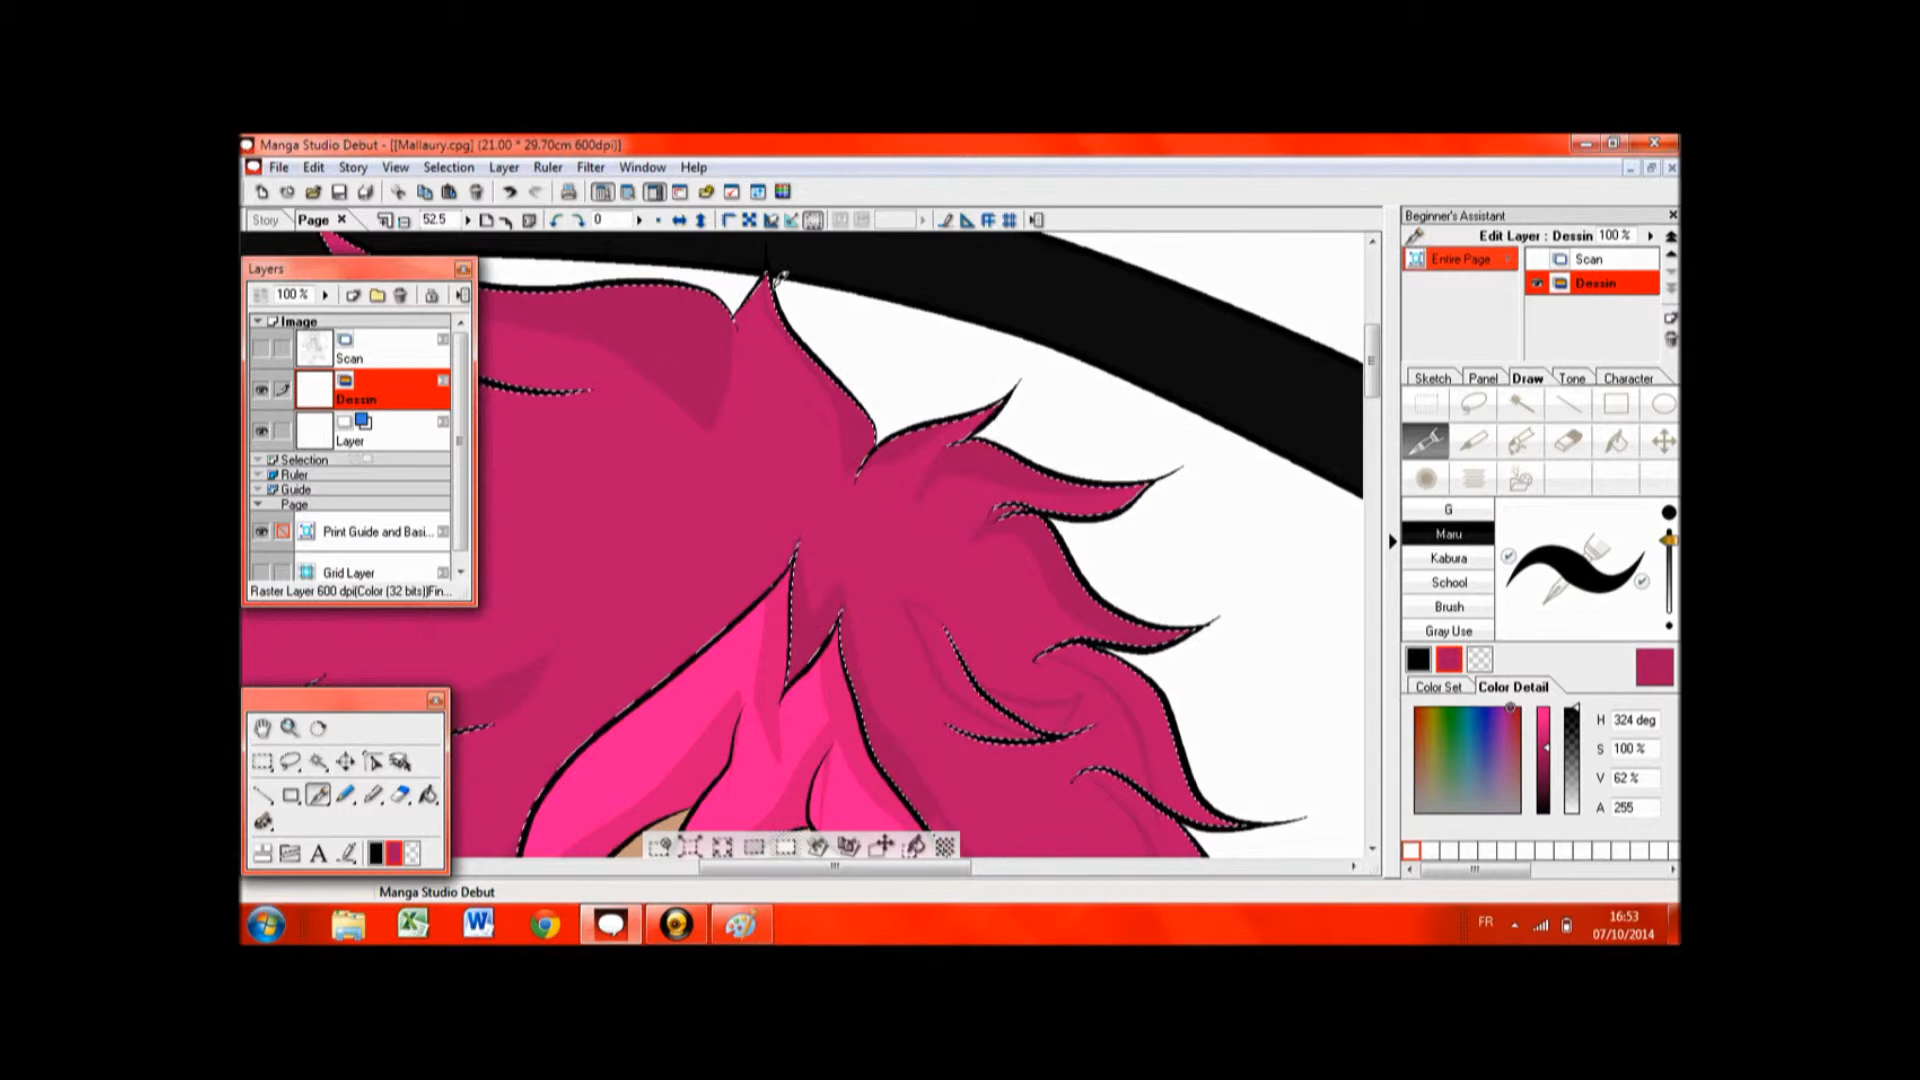 Manga Studio Debut - [[Mallaury.cpg] (21.00 * 29.70cm 600dpi)]
File Edit Story View Selection Layer Ruler Filter Window Help
Story Page 52.5 0
Beginner's Assistant
Edit Layer : Dessin 100 %
Entire Page
Scan
Dessin
Layers
100 %
Image
Scan
Dessin
Layer
Selection
Ruler
Guide
Page
Print Guide and Basi...
Grid Layer
Raster Layer 600 dpi(Color (32 bits))Fin...
Sketch Panel Draw Tone Character
G
Maru
Kabura
School
Brush
Gray Use
Color Set Color Detail
H 324 deg
S 100 %
V 62 %
A 255
A
Manga Studio Debut
FR
16:53
07/10/2014